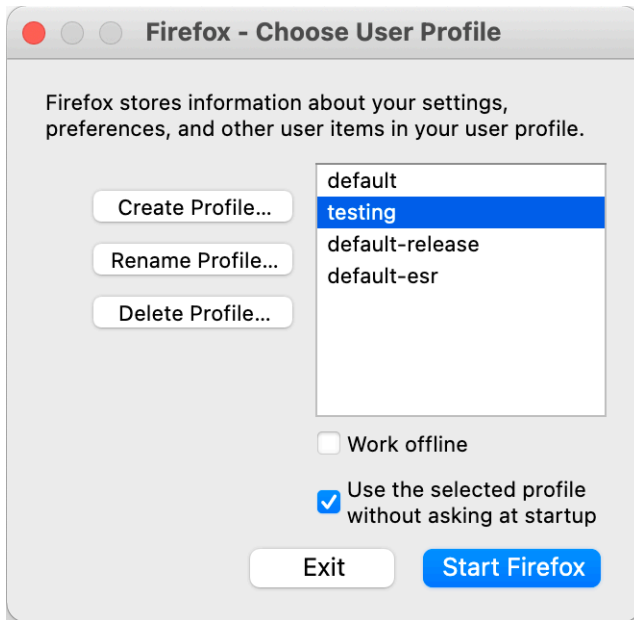 Firefox - Choose User Profile
Firefox stores information about your settings,
preferences, and other user items in your user profile.
Create Profile...
Rename Profile...
Delete Profile...
default
testing
default-release
default-esr
Work offline
Use the selected profile
without asking at startup
Exit
Start Firefox